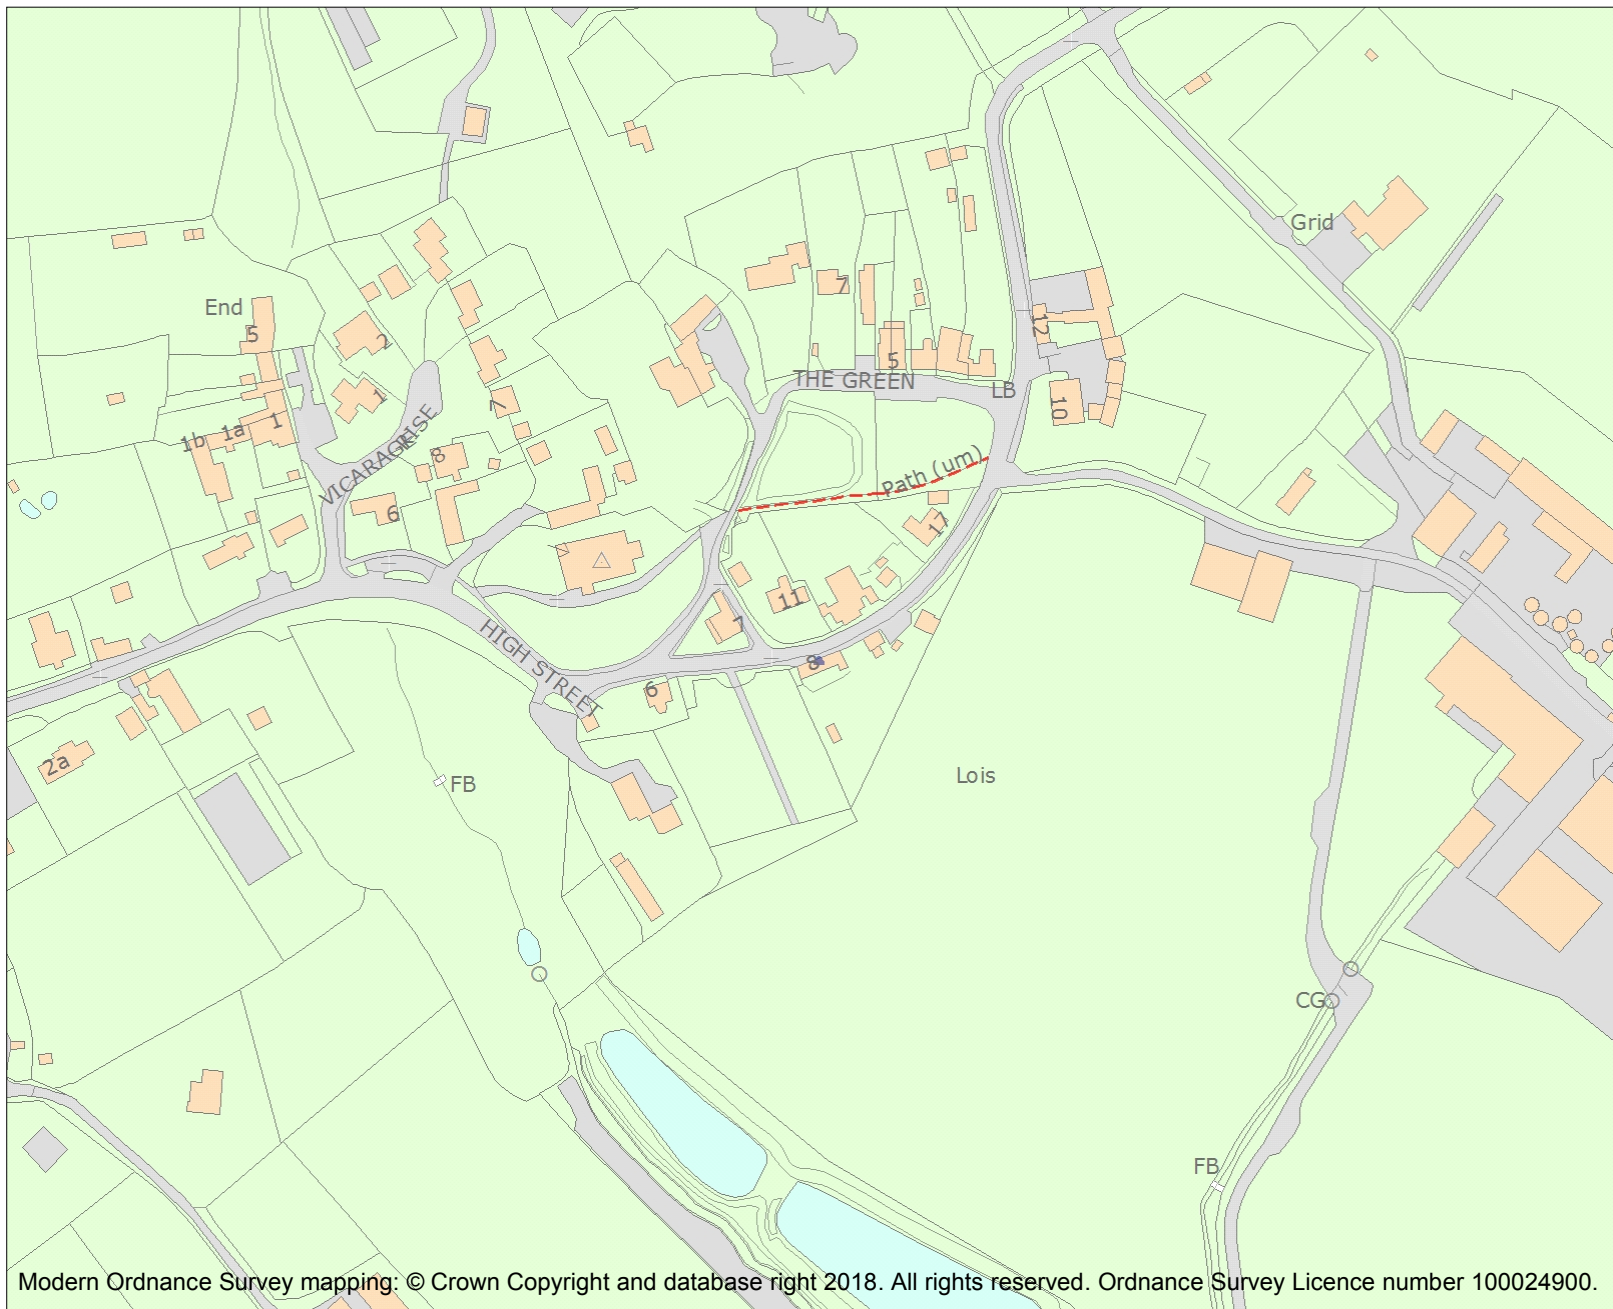 Grid
End
5
2
7
12
THE GREEN
5
LB
10
1
7
1
1a
1b
VICARAGE RISE
8
Path (um)
6
17
11
7
HIGH STREET
8
6
2a
FB
Lois
CG
FB
Modern Ordnance Survey mapping: © Crown Copyright and database right 2018. All rights reserved. Ordnance Survey Licence number 100024900.